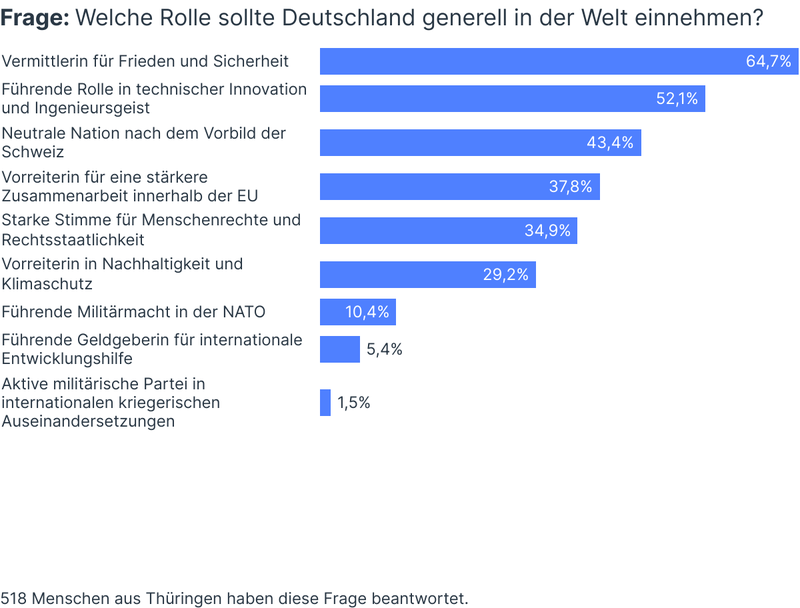 Frage: Welche Rolle sollte Deutschland generell in der Welt einnehmen?
Vermittlerin für Frieden und Sicherheit
64,7%
Führende Rolle in technischer Innovation
und Ingenieursgeist
52,1%
Neutrale Nation nach dem Vorbild der
Schweiz
43,4%
Vorreiterin für eine stärkere
Zusammenarbeit innerhalb der EU
37,8%
Starke Stimme für Menschenrechte und
Rechtsstaatlichkeit
34,9%
Vorreiterin in Nachhaltigkeit und
Klimaschutz
29,2%
Führende Militärmacht in der NATO
10,4%
Führende Geldgeberin für internationale
Entwicklungshilfe
5,4%
Aktive militärische Partei in
internationalen kriegerischen
Auseinandersetzungen
1,5%
518 Menschen aus Thüringen haben diese Frage beantwortet.